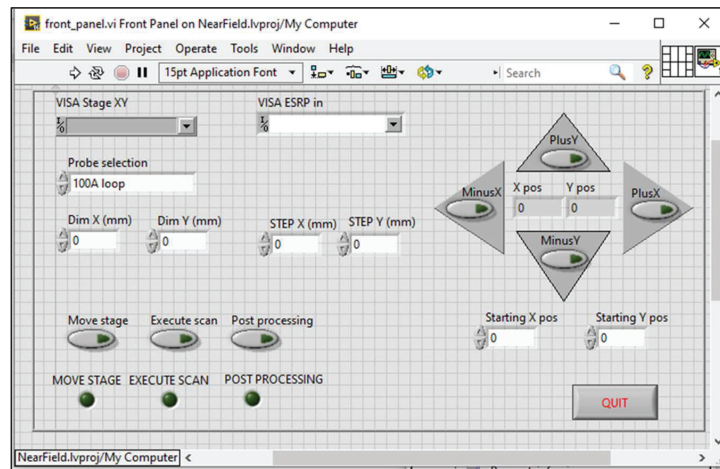 front_panel.vi Front Panel on NearField.lvproj/My Computer
File Edit View Project Operate Tools Window Help
15pt Application Font Search
VISA Stage XY VISA ESRP in
PlusY
Probe selection
100A loop
MinusX X pos Y pos PlusX
0 0
Dim X (mm) Dim Y (mm) STEP X (mm) STEP Y (mm)
0 0 0 0
MinusY
Move stage Execute scan Post processing Starting X pos Starting Y pos
0 0
MOVE STAGE EXECUTE SCAN POST PROCESSING
QUIT
NearField.lvproj/My Computer